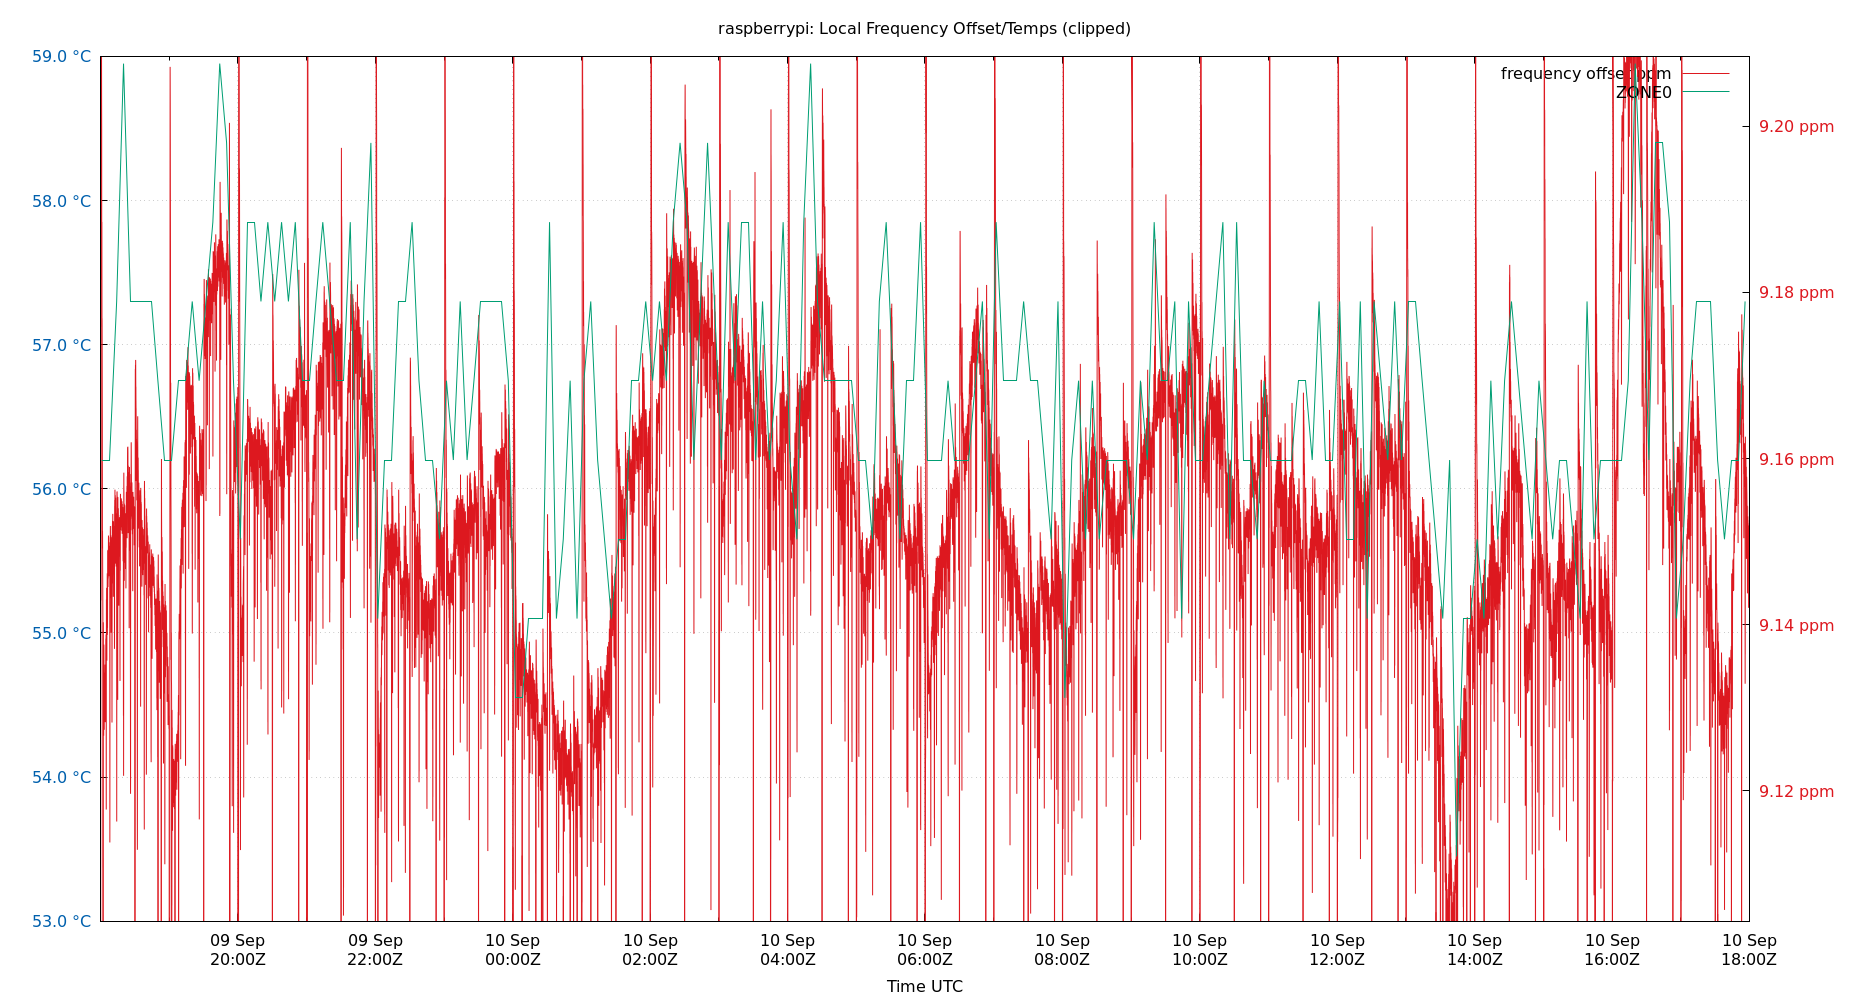 raspberrypi: Local Frequency Offset/Temps (clipped)
59.0 °C
58.0 °C
57.0 °C
56.0 °C
55.0 °C
54.0 °C
53.0 °C
frequency offset ppm
ZONE0
9.20 ppm
9.18 ppm
9.16 ppm
9.14 ppm
9.12 ppm
09 Sep
20:00Z
09 Sep
22:00Z
10 Sep
00:00Z
10 Sep
02:00Z
10 Sep
04:00Z
10 Sep
06:00Z
10 Sep
08:00Z
10 Sep
10:00Z
10 Sep
12:00Z
10 Sep
14:00Z
10 Sep
16:00Z
10 Sep
18:00Z
Time UTC